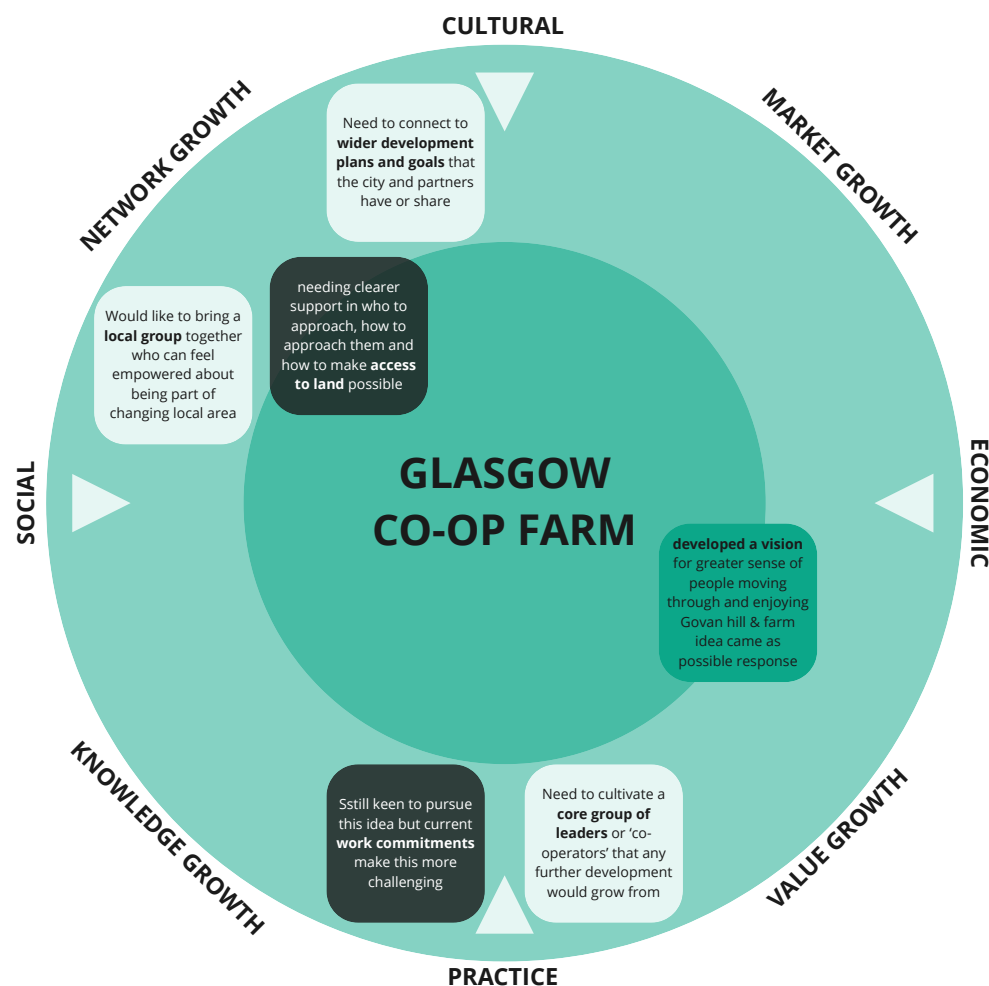 CULTURAL
NETWORK GROWTH
MARKET GROWTH
Need to connect to
wider development
plans and goals that
the city and partners
have or share
needing clearer
support in who to
approach, how to
approach them and
how to make access
to land possible
Would like to bring a
local group together
who can feel
empowered about
being part of
changing local area
SOCIAL
GLASGOW
CO-OP FARM
ECONOMIC
developed a vision
for greater sense of
people moving
through and enjoying
Govan hill & farm
idea came as
possible response
KNOWLEDGE GROWTH
Sstill keen to pursue
this idea but current
work commitments
make this more
challenging
Need to cultivate a
core group of
leaders or ‘co-
operators’ that any
further development
would grow from
VALUE GROWTH
PRACTICE